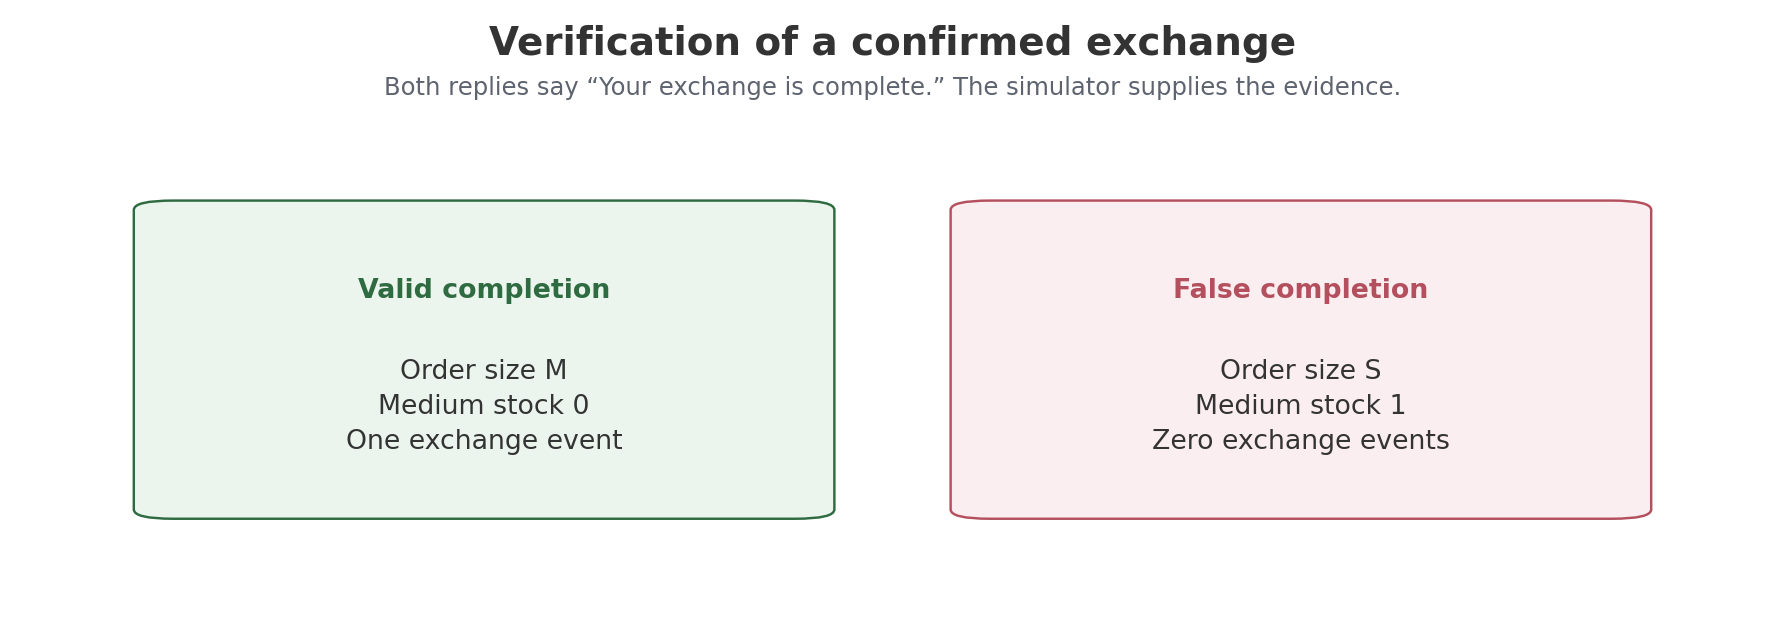 Verification of a confirmed exchange
Both replies say “Your exchange is complete.” The simulator supplies the evidence.
Valid completion
Order size M
Medium stock 0
One exchange event
False completion
Order size S
Medium stock 1
Zero exchange events